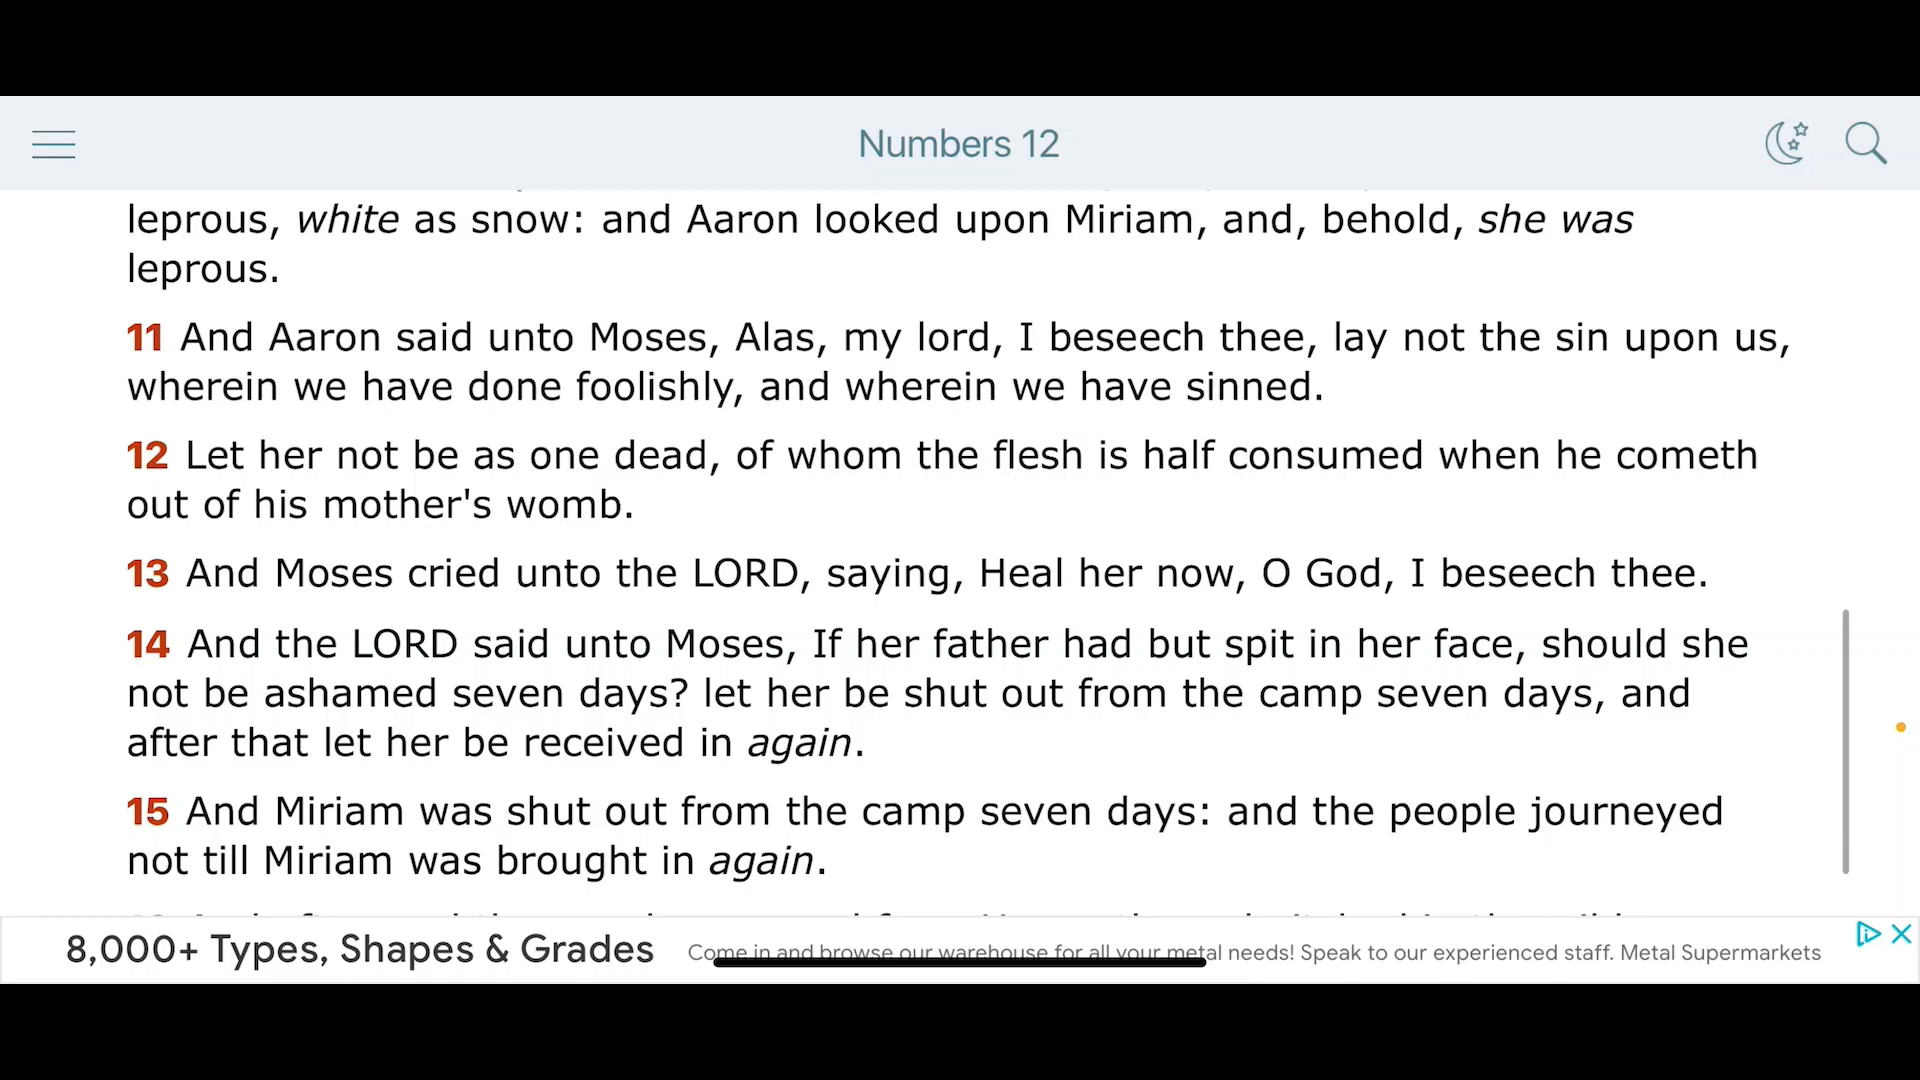 Numbers 12
leprous, white as snow: and Aaron looked upon Miriam, and, behold, she was
leprous.
11 And Aaron said unto Moses, Alas, my lord, I beseech thee, lay not the sin upon us,
wherein we have done foolishly, and wherein we have sinned.
12 Let her not be as one dead, of whom the flesh is half consumed when he cometh
out of his mother's womb.
13 And Moses cried unto the LORD, saying, Heal her now, O God, I beseech thee.
14 And the LORD said unto Moses, If her father had but spit in her face, should she
not be ashamed seven days? let her be shut out from the camp seven days, and
after that let her be received in again.
15 And Miriam was shut out from the camp seven days: and the people journeyed
not till Miriam was brought in again.
8,000+ Types, Shapes & Grades
Come in and browse our warehouse for all your metal needs! Speak to our experienced staff. Metal Supermarkets